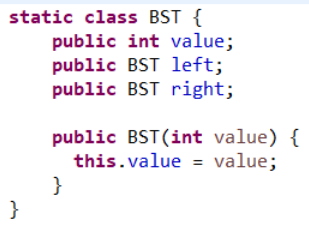 static class BST {
    public int value;
    public BST left;
    public BST right;

    public BST(int value) {
      this.value = value;
    }
}